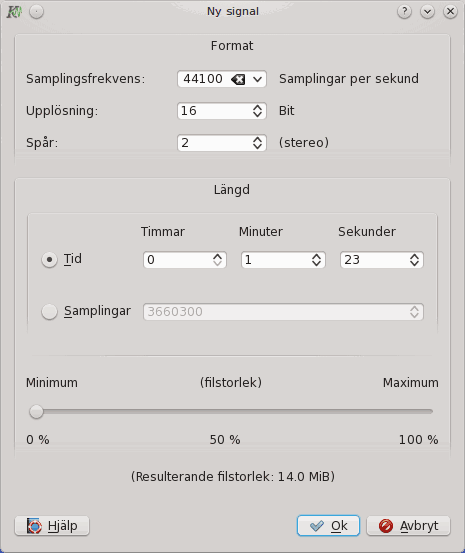 Ny signal
Format
Samplingsfrekvens: 44100 Samplingar per sekund
Upplösning: 16 Bit
Spår: 2 (stereo)
Längd
Timmar Minuter Sekunder
Tid 0 1 23
Samplingar 3660300
Minimum (filstorlek) Maximum
0 % 50 % 100 %
(Resulterande filstorlek: 14.0 MiB)
Hjälp Ok Avbryt